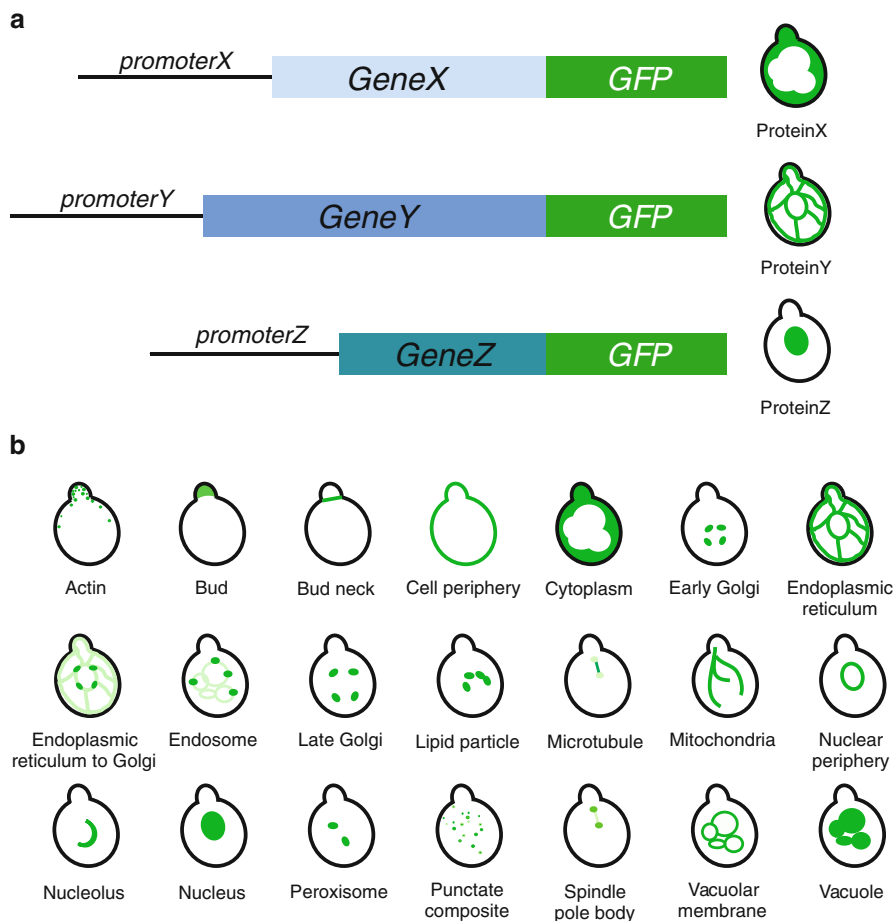 a
promoterX
GeneX
GFP
ProteinX
promoterY
GeneY
GFP
ProteinY
promoterZ
GeneZ
GFP
ProteinZ
b
Actin
Bud
Bud neck
Cell periphery
Cytoplasm
Early Golgi
Endoplasmic
reticulum
Endoplasmic
reticulum to Golgi
Endosome
Late Golgi
Lipid particle
Microtubule
Mitochondria
Nuclear
periphery
Nucleolus
Nucleus
Peroxisome
Punctate
composite
Spindle
pole body
Vacuolar
membrane
Vacuole